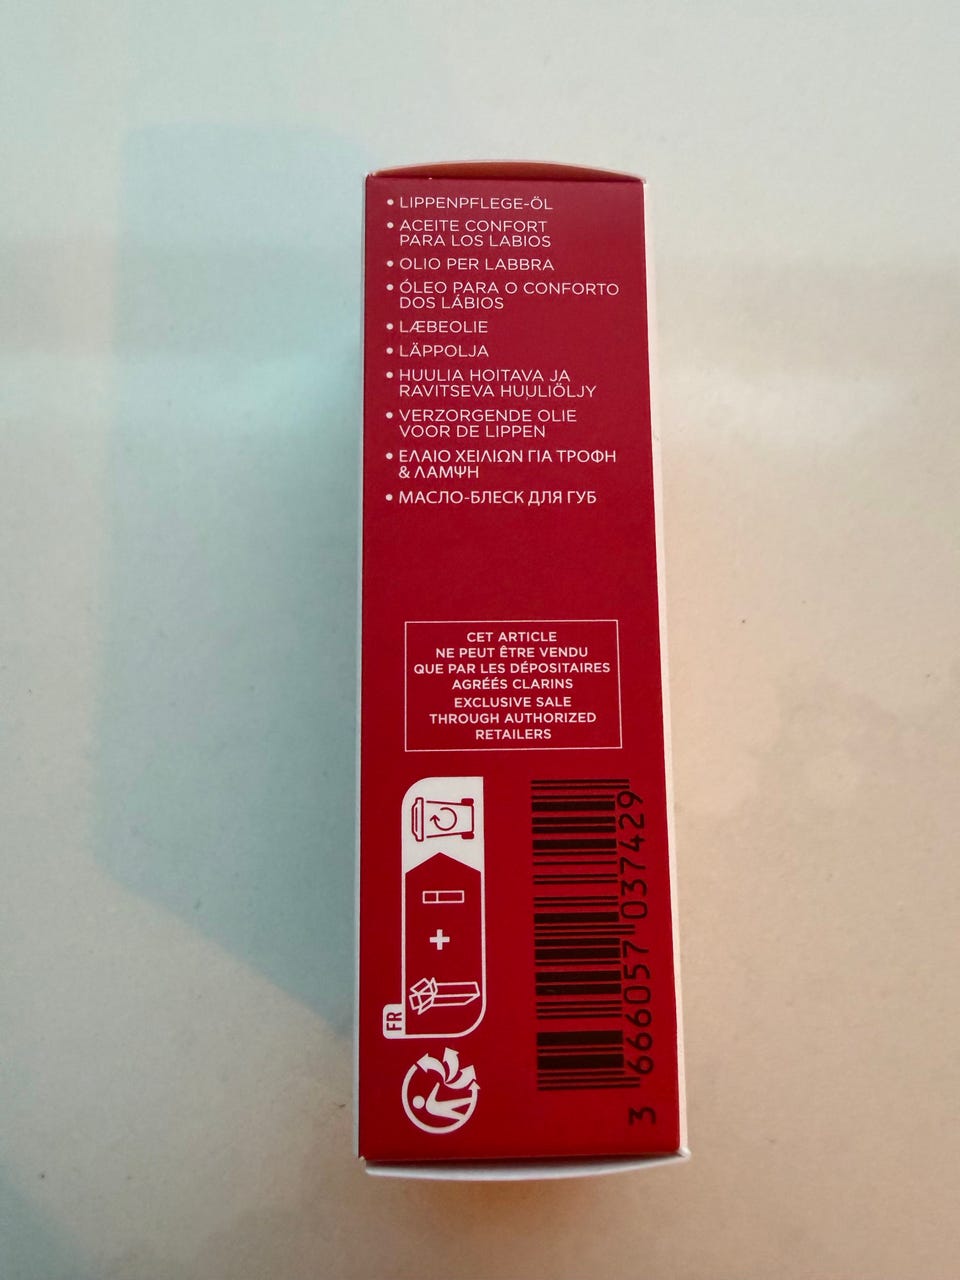 • LIPPENPFLEGE-ÖL
• ACEITE CONFORT
PARA LOS LABIOS
• OLIO PER LABBRA
• ÓLEO PARA O CONFORTO
DOS LÁBIOS
• LÆBEOLIE
• LÄPPOLJA
• HUULIA HOITAVA JA
RAVITSEVA HUULIÖLJY
• VERZORGENDE OLIE
VOOR DE LIPPEN
• ΕΛΑΙΟ ΧΕΙΛΙΩΝ ΓΙΑ ΤΡΟΦΗ
& ΛΑΜΨΗ
• МАСЛО-БЛЕСК ДЛЯ ГУБ
CET ARTICLE
NE PEUT ÊTRE VENDU
QUE PAR LES DÉPOSITAIRES
AGRÉÉS CLARINS
EXCLUSIVE SALE
THROUGH AUTHORIZED
RETAILERS
FR
3 666057 037429